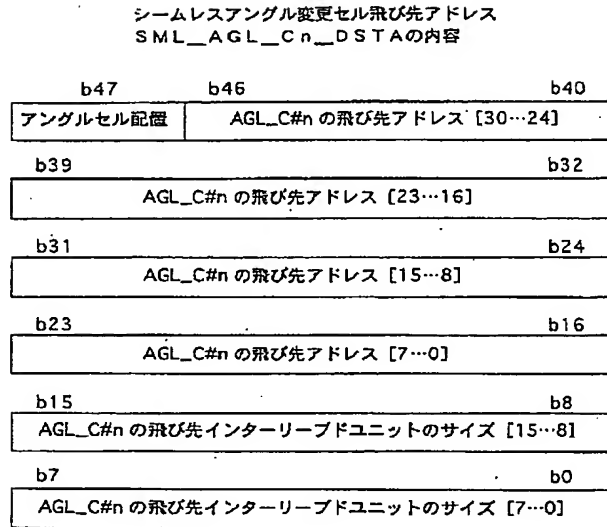 シームレスアングル変更セル飛び先アドレス
SML__AGL__Cn__DSTAの内容
b47 b46 b40
アングルセル配置 AGL_C#n の飛び先アドレス [30…24]
b39 b32
AGL_C#n の飛び先アドレス [23…16]
b31 b24
AGL_C#n の飛び先アドレス [15…8]
b23 b16
AGL_C#n の飛び先アドレス [7…0]
b15 b8
AGL_C#n の飛び先インターリーブドユニットのサイズ [15…8]
b7 b0
AGL_C#n の飛び先インターリーブドユニットのサイズ [7…0]